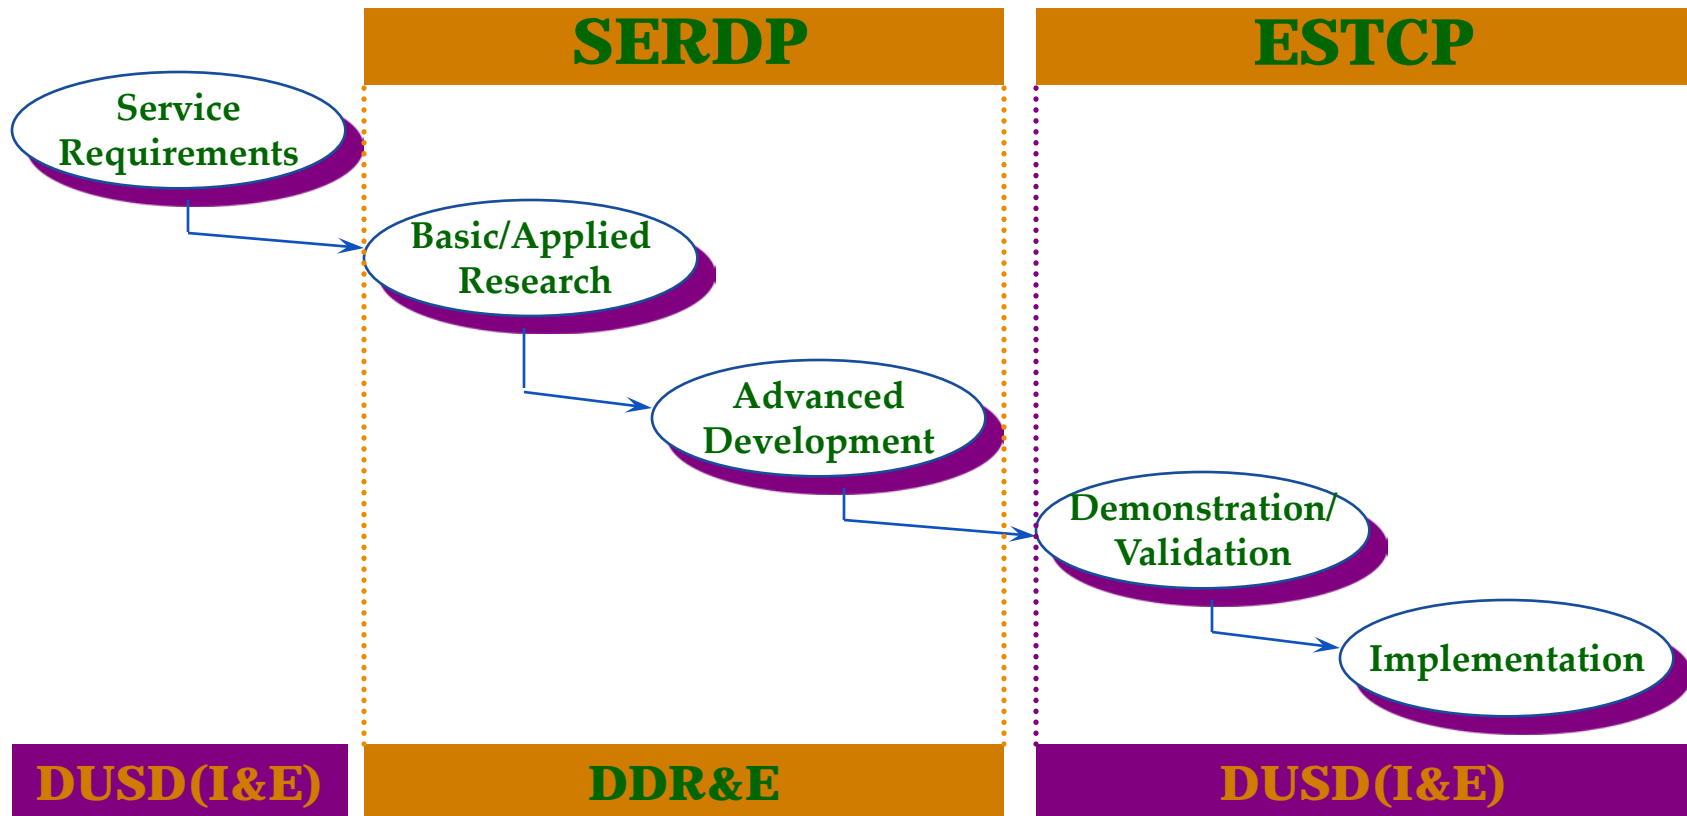 SERDP
ESTCP
Service
Requirements
Basic/Applied
Research
Advanced
Development
Demonstration/
Validation
Implementation
DUSD(I&E)
DDR&E
DUSD(I&E)